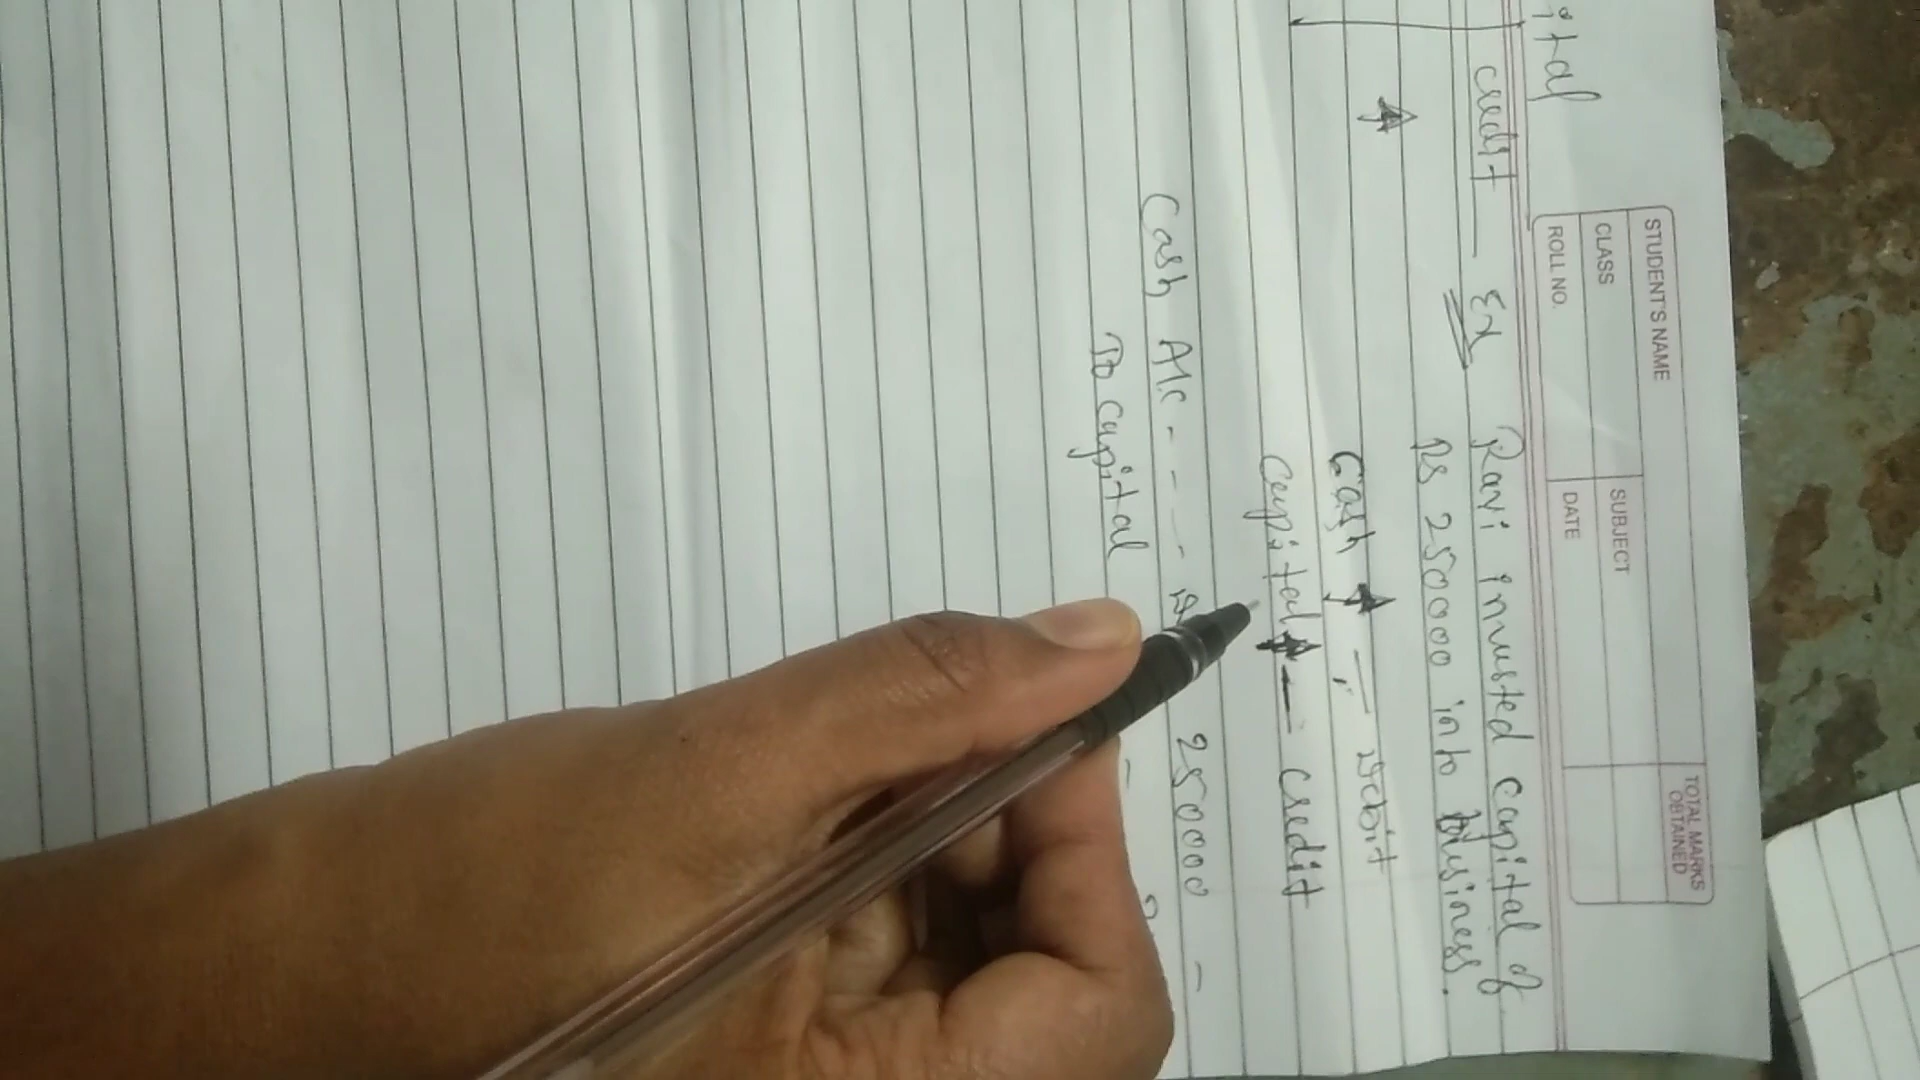 STUDENT'S NAME
TOTAL MARKS OBTAINED
CLASS
SUBJECT
ROLL NO.
DATE
ital
credit - Ex Ravi invested capital of
Rs 250000 into business.
Cash ↑ - Debit
Capital ↑ - credit
Cash A/c - - - - 250000 -
To capital